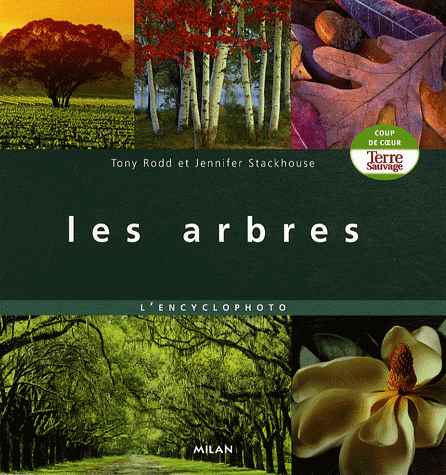 COUP
DE CŒUR
Terre
Sauvage
Tony Rodd et Jennifer Stackhouse
les arbres
L'ENCYCLOPHOTO
MILAN